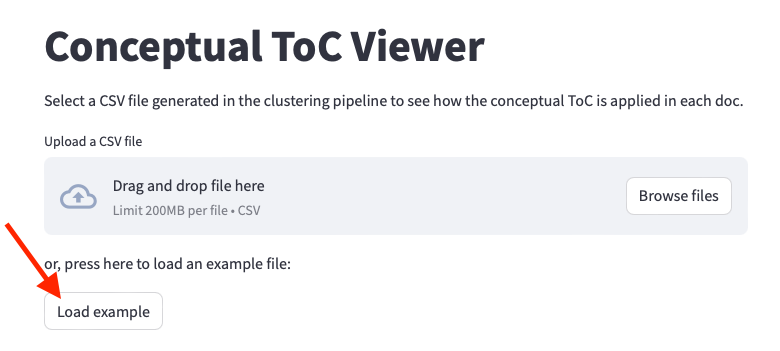 Conceptual ToC Viewer
Select a CSV file generated in the clustering pipeline to see how the conceptual ToC is applied in each doc.
Upload a CSV file
Drag and drop file here
Limit 200MB per file • CSV
Browse files
or, press here to load an example file:
Load example